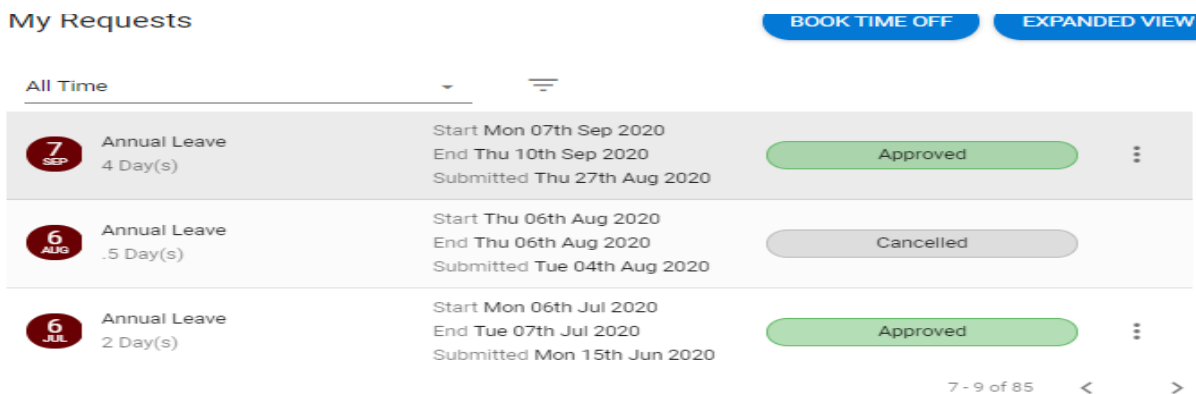 My Requests
BOOK TIME OFF
EXPANDED VIEW
All Time
7
SEP
Annual Leave
4 Day(s)
Start Mon 07th Sep 2020
End Thu 10th Sep 2020
Submitted Thu 27th Aug 2020
Approved
6
AUG
Annual Leave
.5 Day(s)
Start Thu 06th Aug 2020
End Thu 06th Aug 2020
Submitted Tue 04th Aug 2020
Cancelled
6
JUL
Annual Leave
2 Day(s)
Start Mon 06th Jul 2020
End Tue 07th Jul 2020
Submitted Mon 15th Jun 2020
Approved
7 - 9 of 85